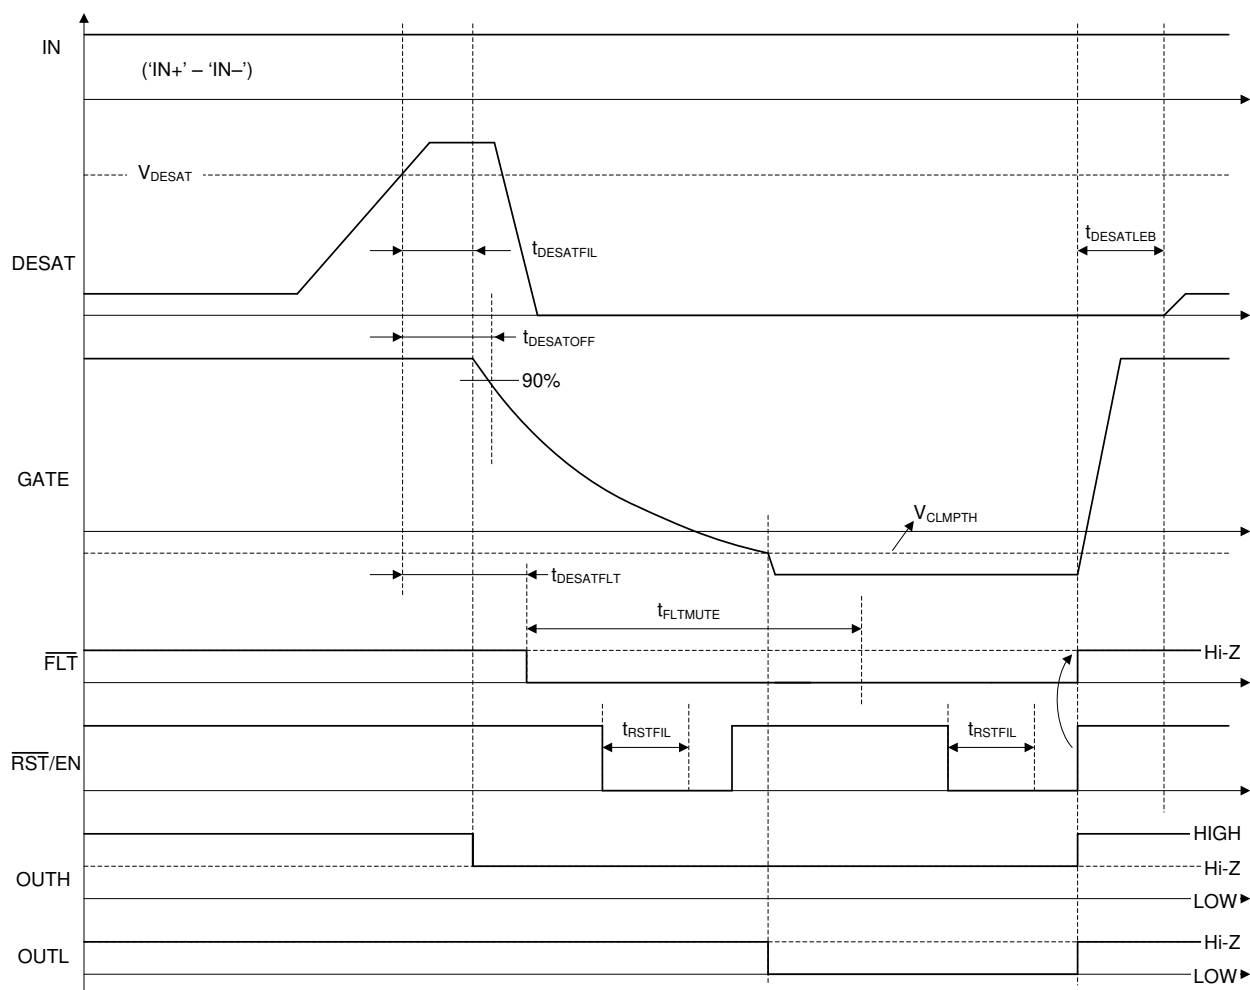 IN
('IN+' – 'IN–')
VDESAT
tDESATLEB
tDESATFIL
DESAT
tDESATOFF
90%
GATE
VCLMPTH
tDESATFLT
tFLTMUTE
FLT
Hi-Z
tRSTFIL
tRSTFIL
RST/EN
HIGH
Hi-Z
OUTH
LOW
Hi-Z
OUTL
LOW